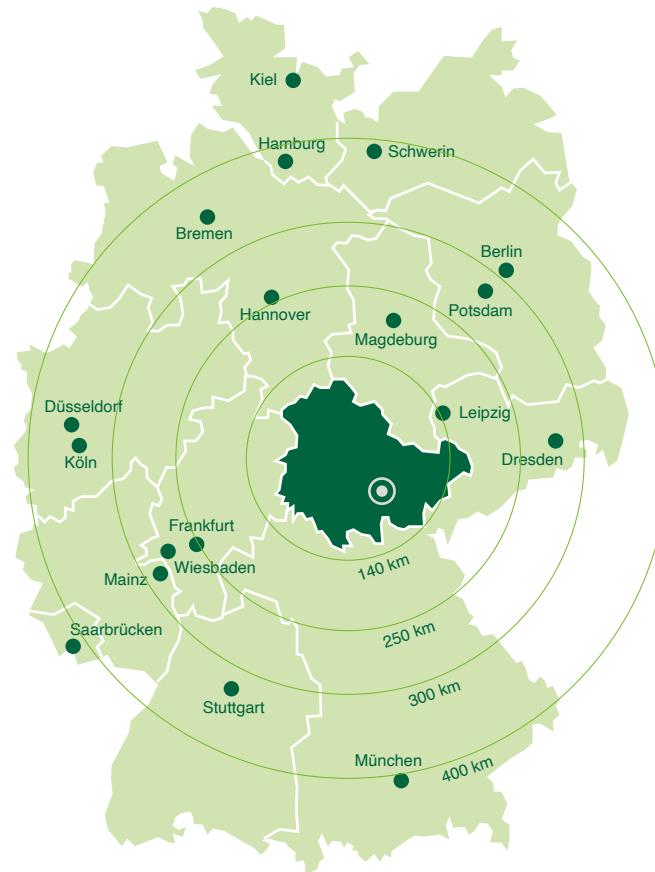 Kiel
Hamburg
Schwerin
Bremen
Berlin
Potsdam
Hannover
Magdeburg
Düsseldorf
Leipzig
Köln
Dresden
Frankfurt
Wiesbaden
Mainz
140 km
Saarbrücken
250 km
300 km
Stuttgart
München
400 km